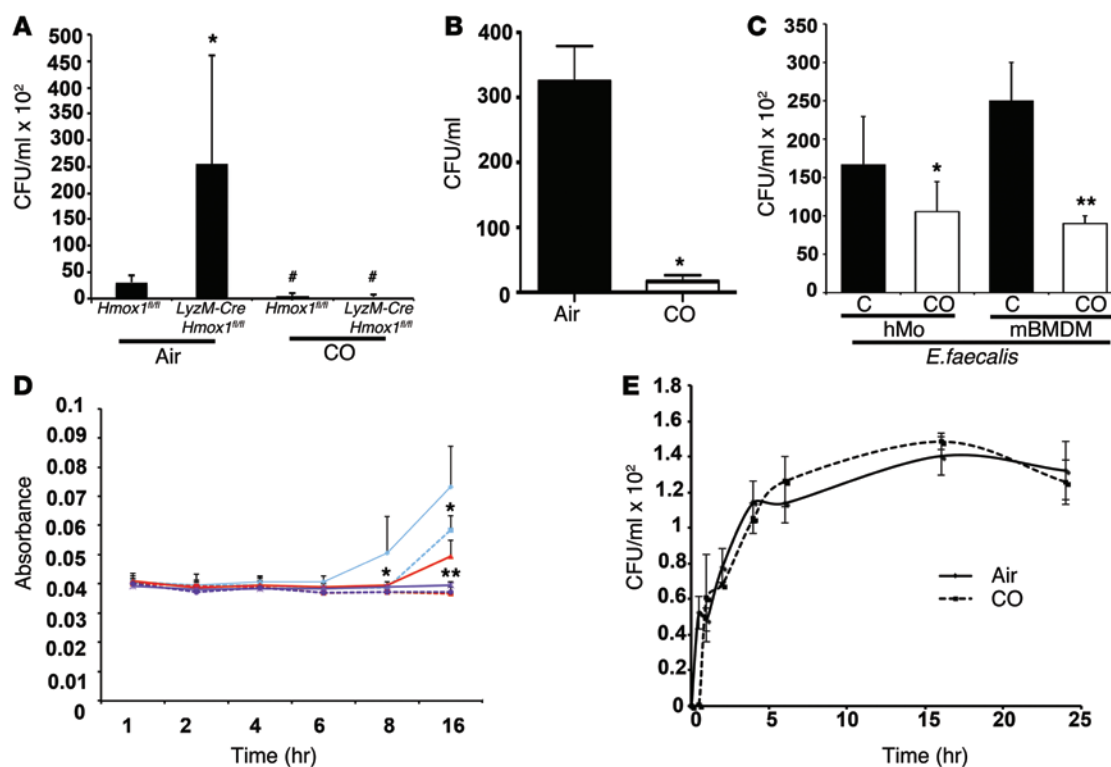 A
CFU/ml x 10²
500
450
400
350
300
250
200
150
100
50
0
*
#
#
Hmox1fl/fl
LyzM-Cre
Hmox1fl/fl
Hmox1fl/fl
LyzM-Cre
Hmox1fl/fl
Air
CO
B
CFU/ml
400
300
200
100
0
*
Air
CO
C
CFU/ml x 10²
350
300
250
200
150
100
50
0
*
**
C
CO
C
CO
hMo
mBMDM
E.faecalis
D
Absorbance
0.1
0.09
0.08
0.07
0.06
0.05
0.04
0.03
0.02
0.01
0
*
*
**
1
2
4
6
8
16
Time (hr)
E
CFU/ml x 10²
1.8
1.6
1.4
1.2
1
0.8
0.6
0.4
0.2
0
Air
CO
0
5
10
15
20
25
Time (hr)